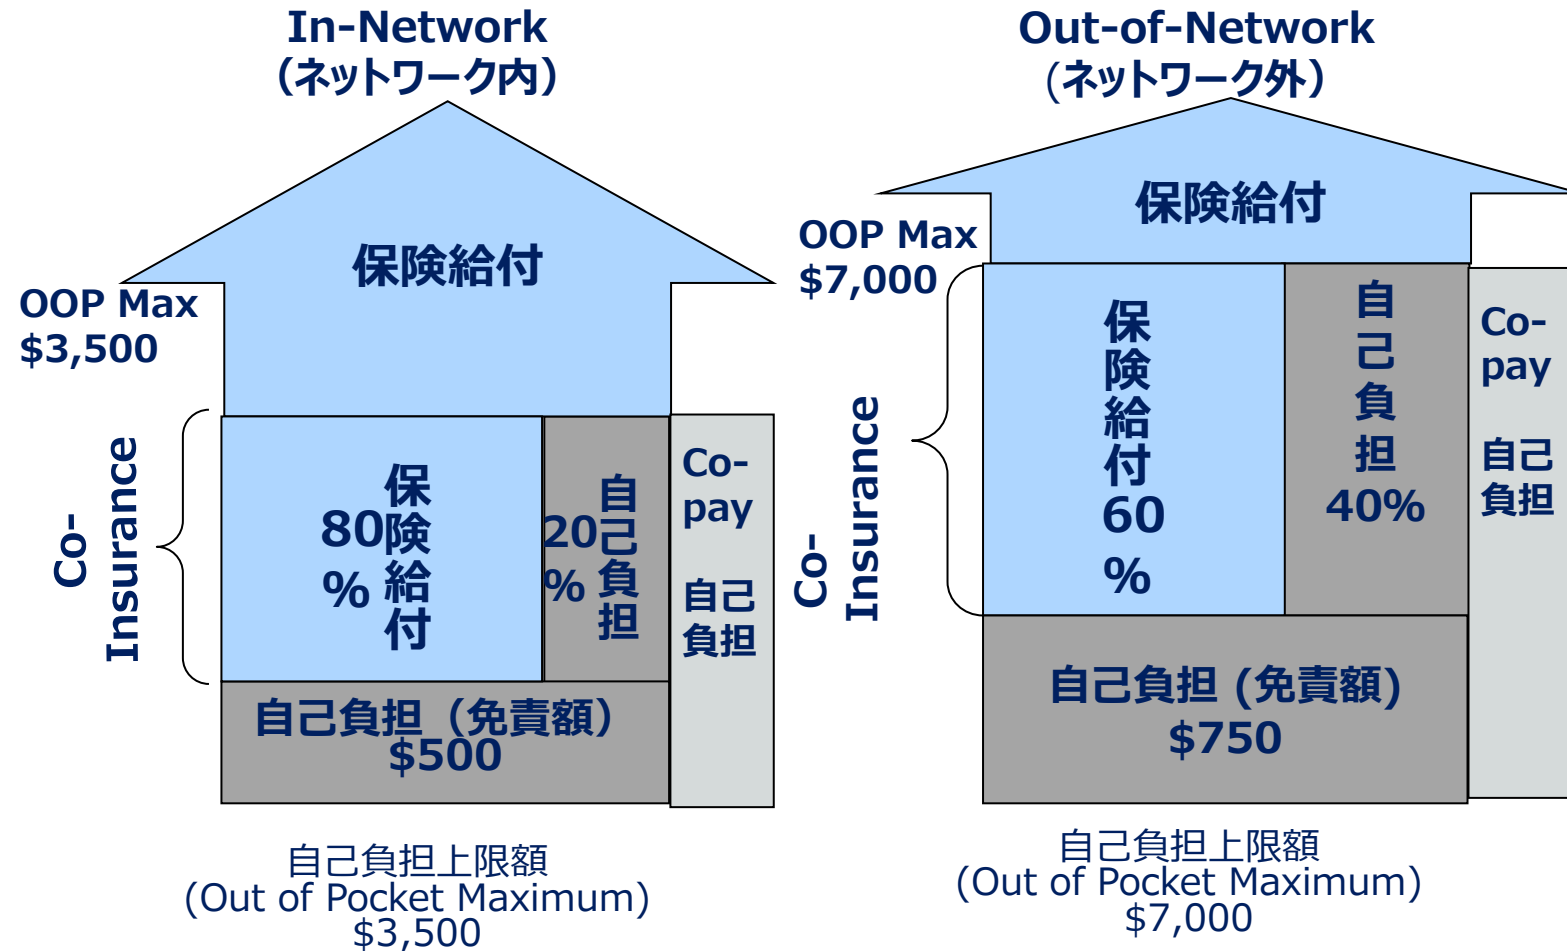 In-Network
（ネットワーク内）
OOP Max
$3,500
保険給付
Co-
Insurance
80
%
保険給付
20
%
自己負担
Co-
pay
自己
負担
自己負担（免責額）
$500
自己負担上限額
(Out of Pocket Maximum)
$3,500
Out-of-Network
(ネットワーク外）
OOP Max
$7,000
保険給付
Co-
Insurance
保険給付60
%
自己負担
40%
Co-
pay
自己
負担
自己負担 (免責額)
$750
自己負担上限額
(Out of Pocket Maximum)
$7,000